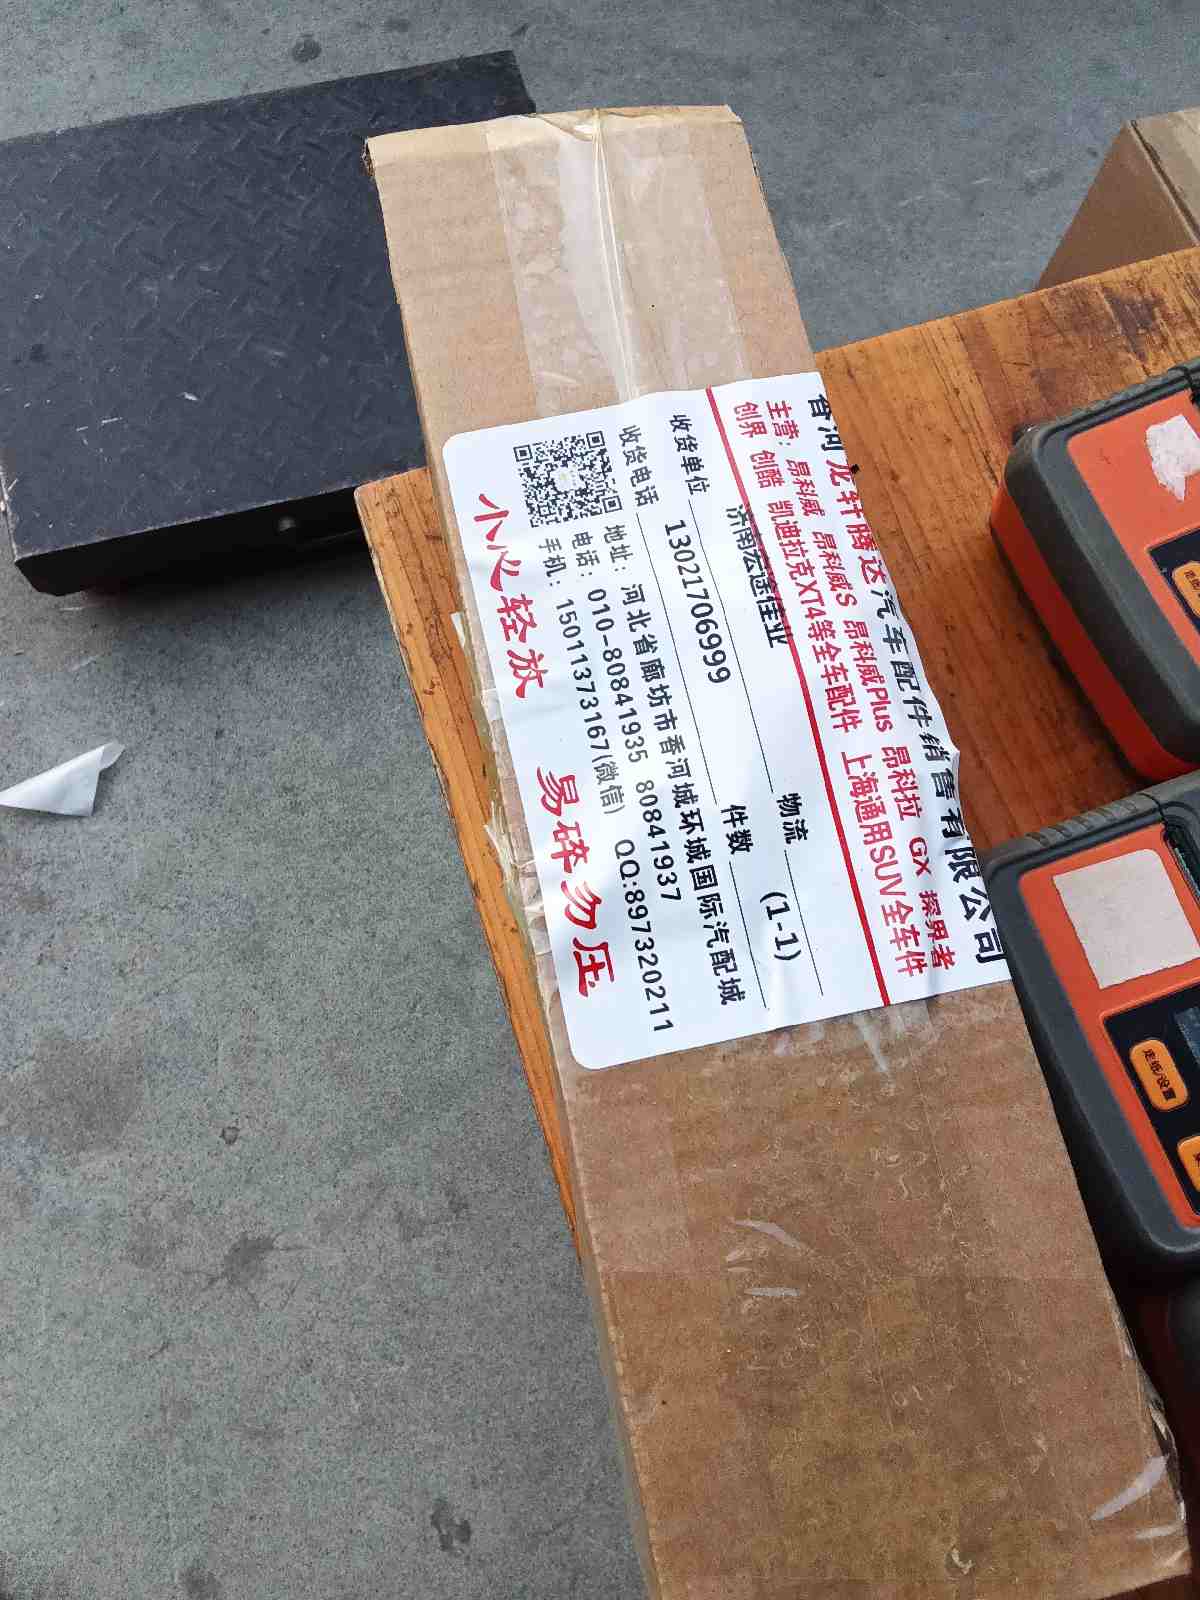 香河龙轩腾达汽车配件销售有限公司
主营：昂科威 昂科威S 昂科威Plus 昂科拉 GX 探界者
创界 创酷 凯迪拉克XT4等全车配件 上海通用SUV全车件
收货单位 济南宏途佳业 物流
收货电话 13021706999 件数 (1-1)
地址：河北省廊坊市香河城环城国际汽配城
电话：010-80841935 80841937
手机：15011373167(微信) QQ:897320211
小心轻放 易碎勿压
走纸/设置